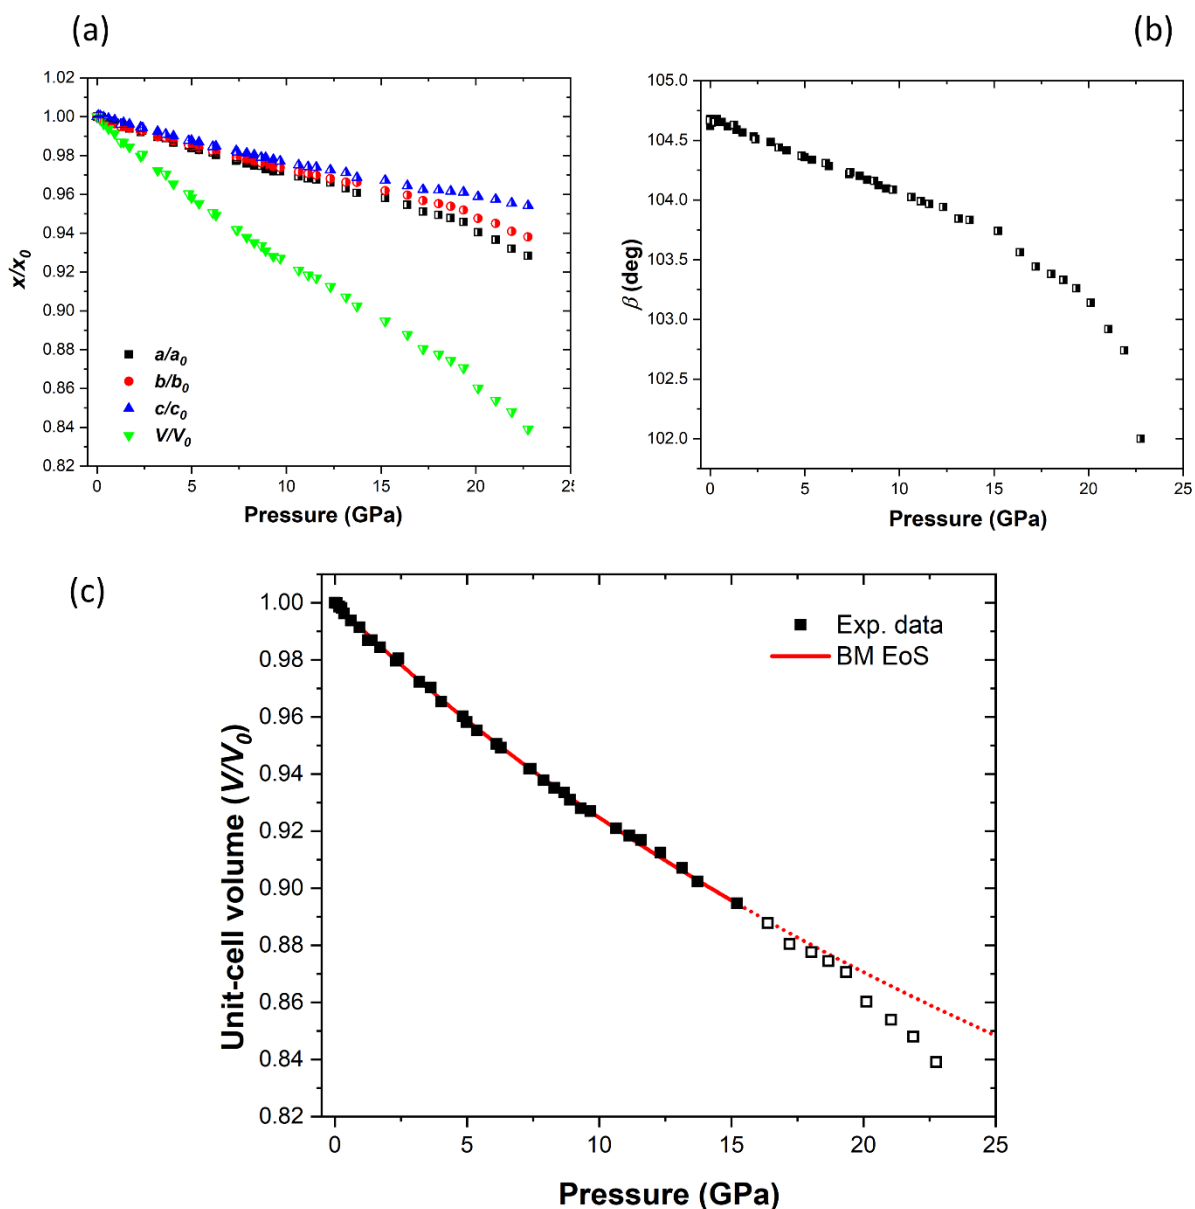 (a)
(b)
1.02
1.00
0.98
0.96
0.94
0.92
0.90
0.88
0.86
0.84
0.82
x/x₀
a/a₀
b/b₀
c/c₀
V/V₀
0 5 10 15 20 25
Pressure (GPa)
105.0
104.5
104.0
103.5
103.0
102.5
102.0
β (deg)
0 5 10 15 20 25
Pressure (GPa)
(c)
1.00
0.98
0.96
0.94
0.92
0.90
0.88
0.86
0.84
0.82
Unit-cell volume (V/V₀)
Exp. data
BM EoS
0 5 10 15 20 25
Pressure (GPa)